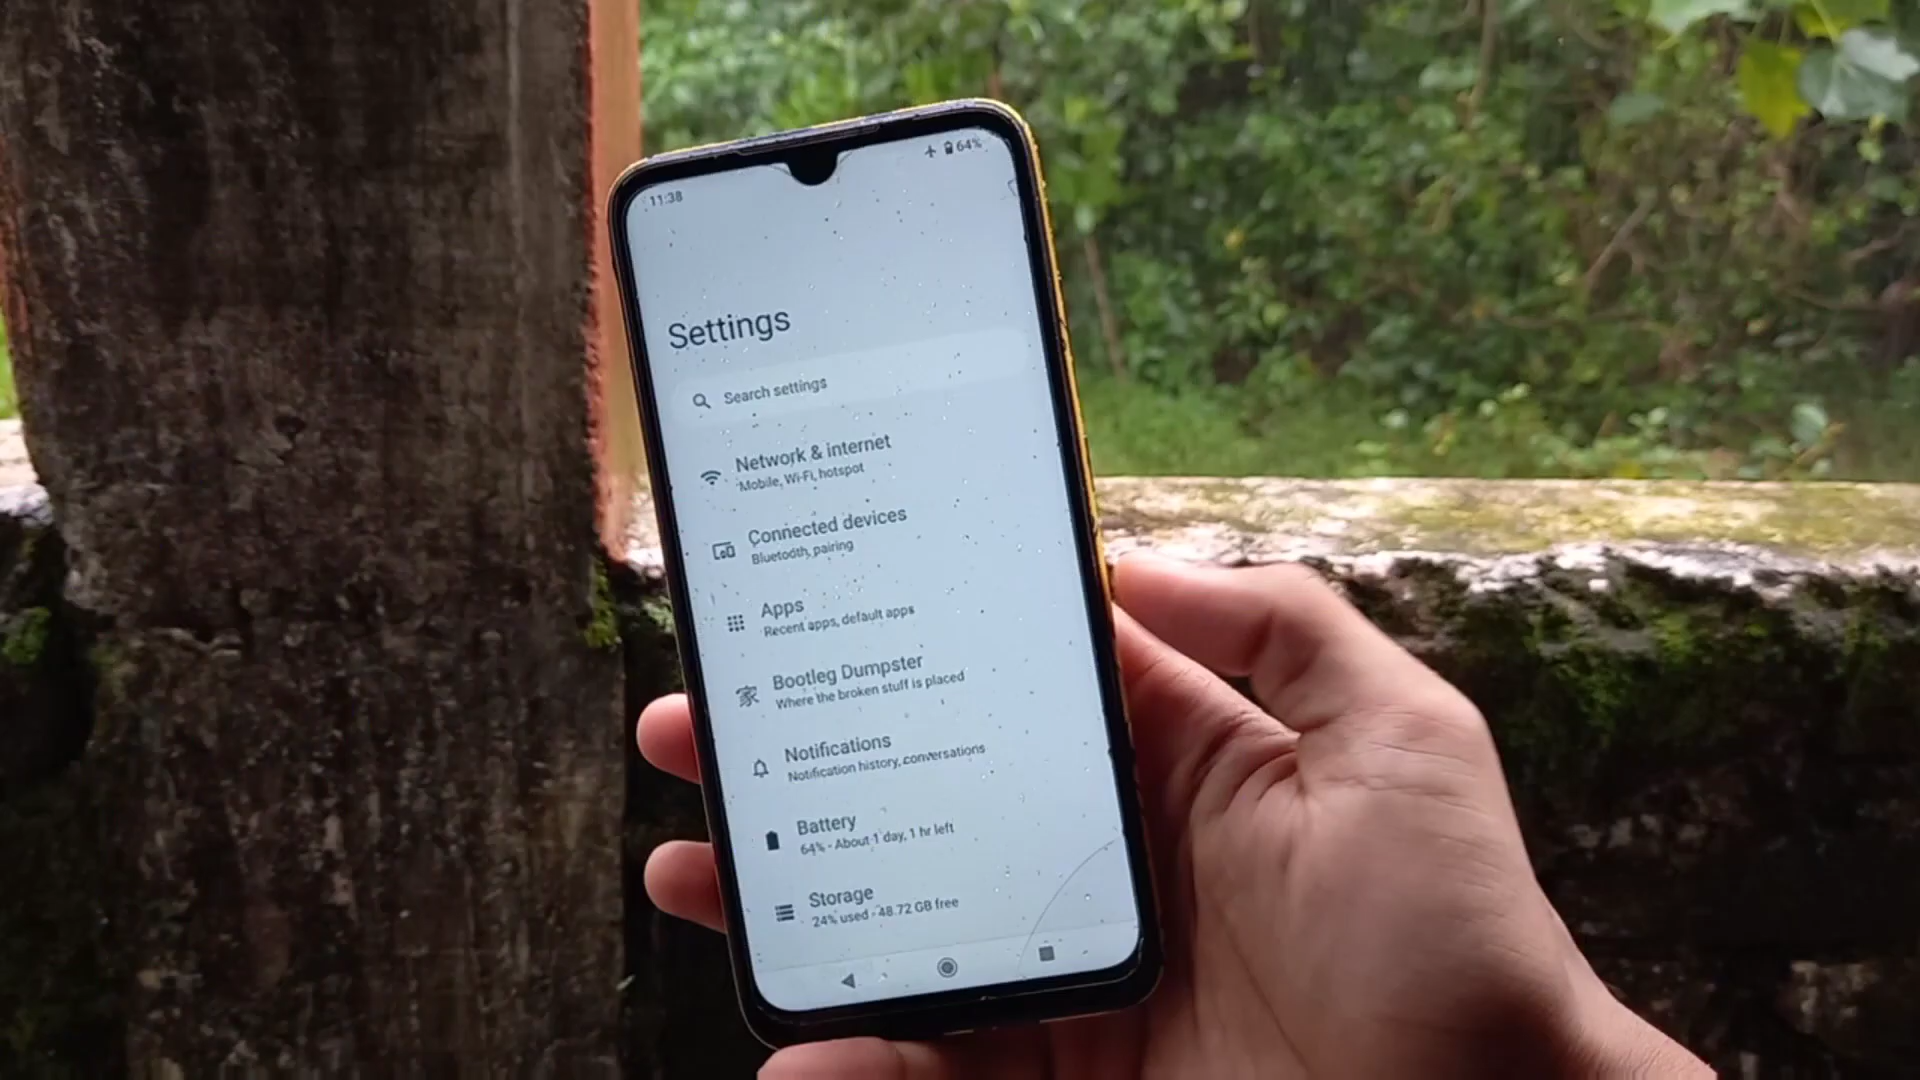 11:38
64%
Settings
Search settings
Network & internet
Mobile, Wi-Fi, hotspot
Connected devices
Bluetooth, pairing
Apps
Recent apps, default apps
家 Bootleg Dumpster
Where the broken stuff is placed
Notifications
Notification history, conversations
Battery
64% - About 1 day, 1 hr left
Storage
24% used - 48.72 GB free